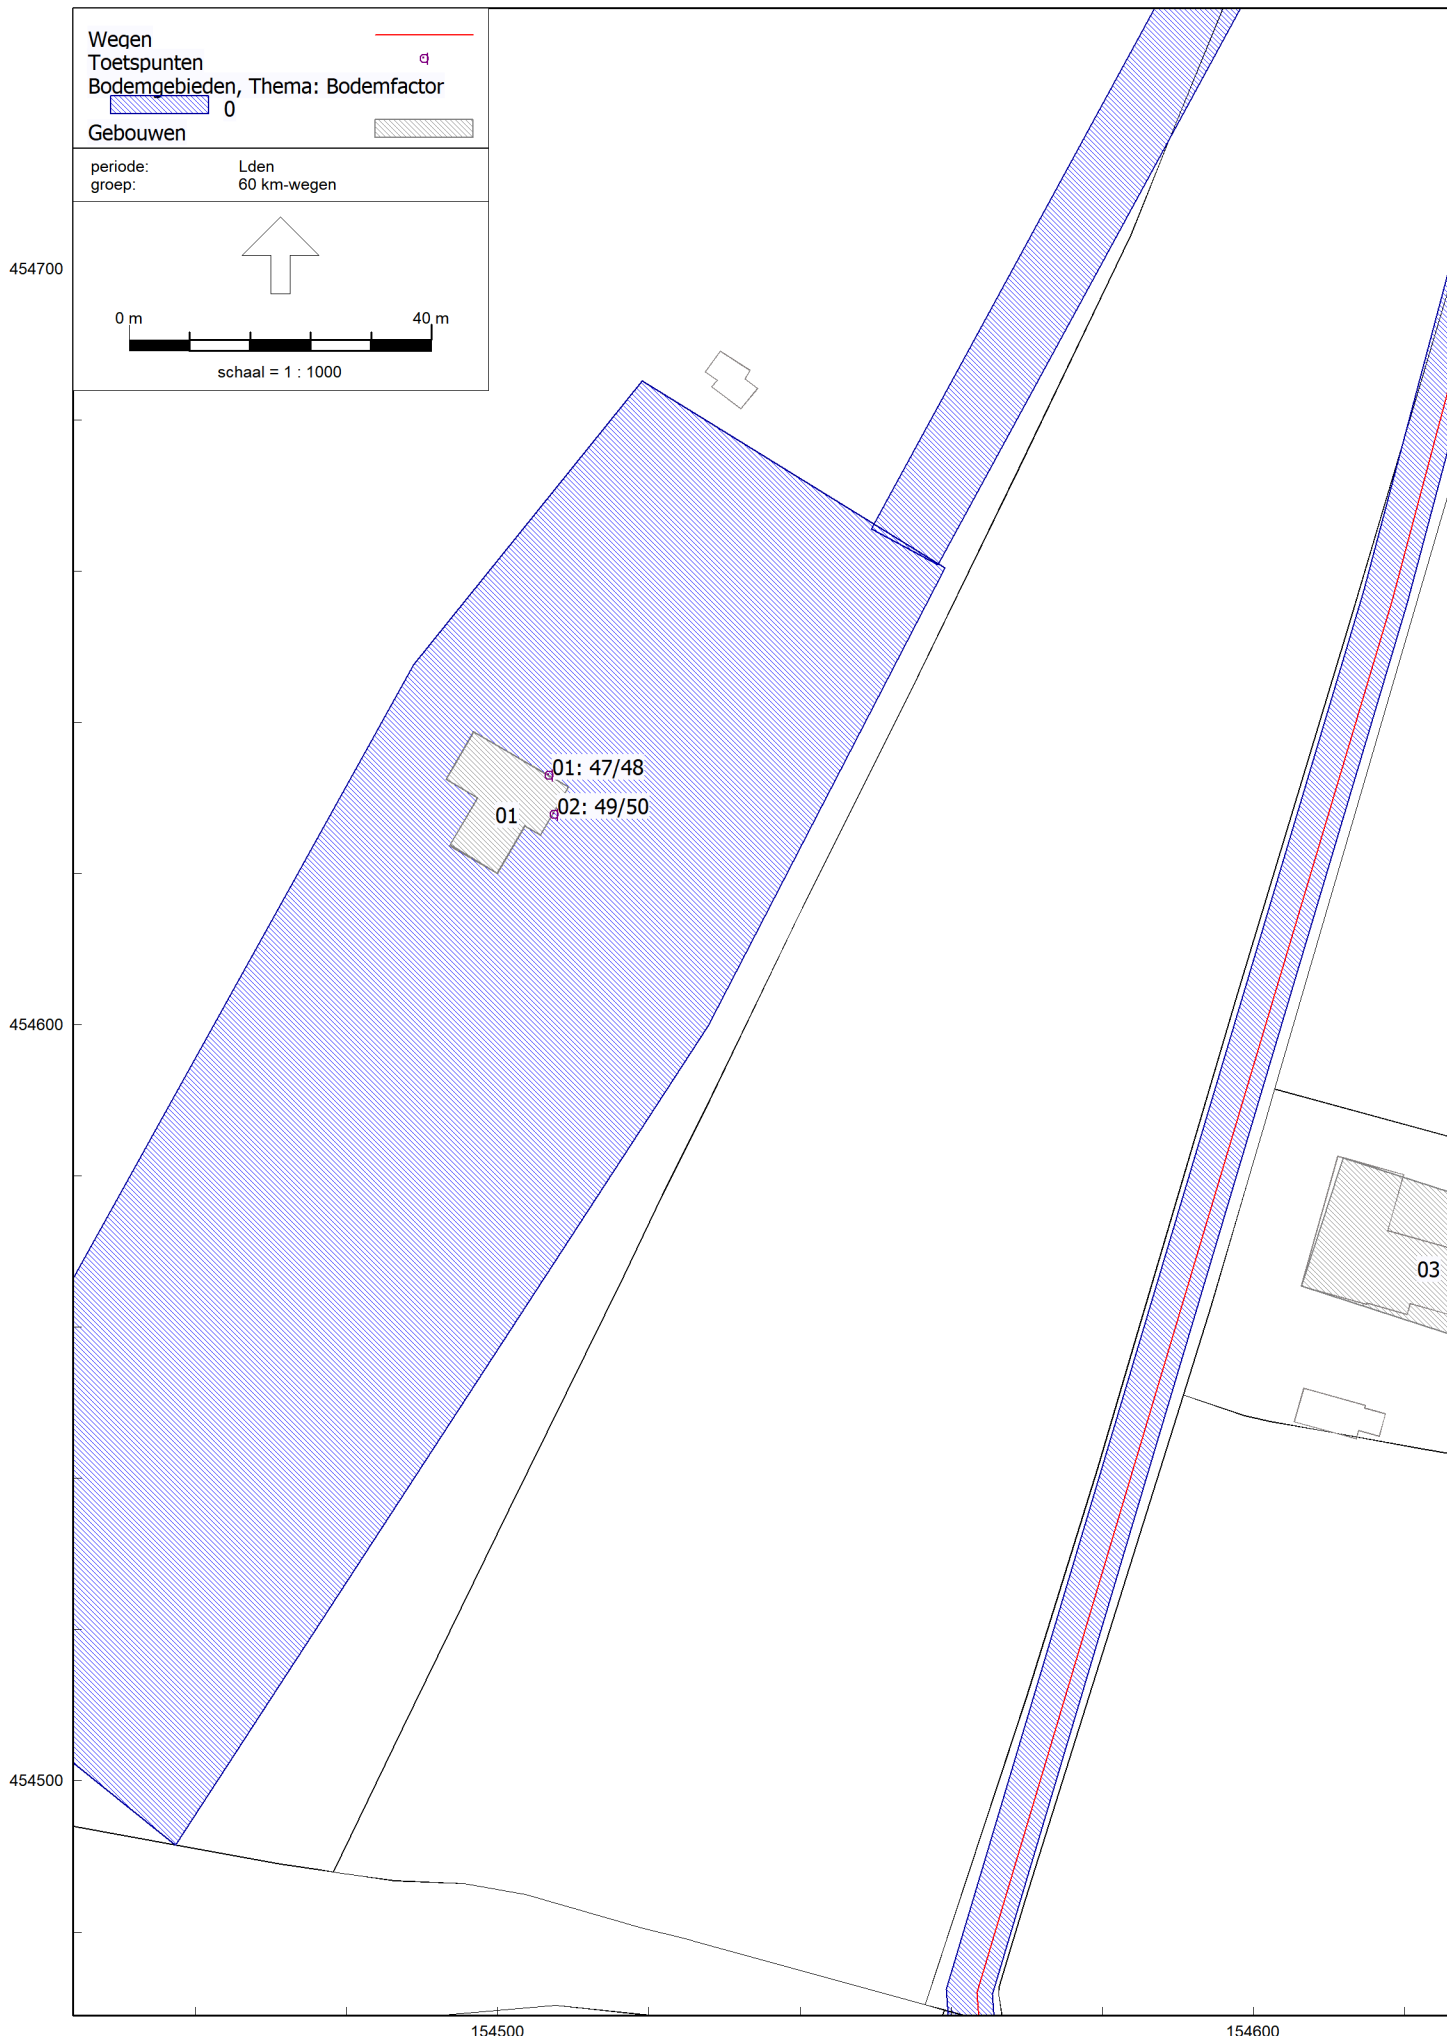 Wegen
Toetspunten
Bodemgebieden, Thema: Bodemfactor
0
Gebouwen
periode: Lden
groep: 60 km-wegen
0 m 40 m
schaal = 1 : 1000
454700
01: 47/48
02: 49/50
01
454600
03
454500
154500 154600